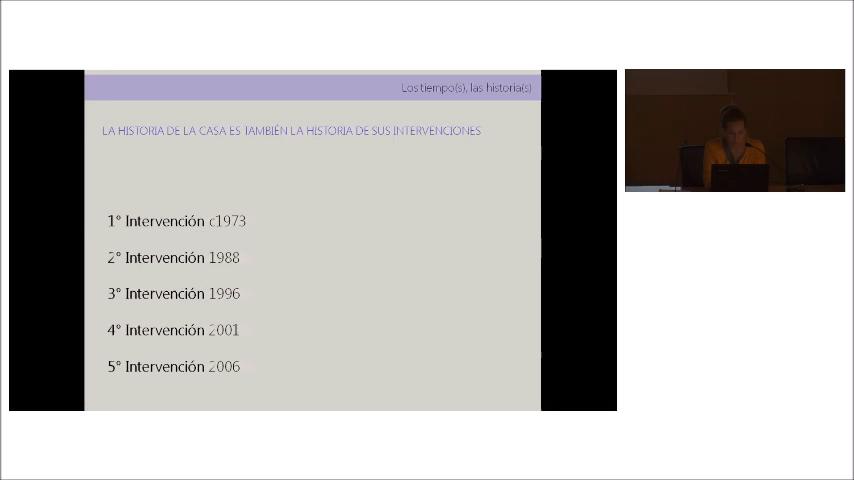 Los tiempo(s), las historia(s)
LA HISTORIA DE LA CASA ES TAMBIÉN LA HISTORIA DE SUS INTERVENCIONES
1° Intervención c1973
2° Intervención 1988
3° Intervención 1996
4° Intervención 2001
5° Intervención 2006